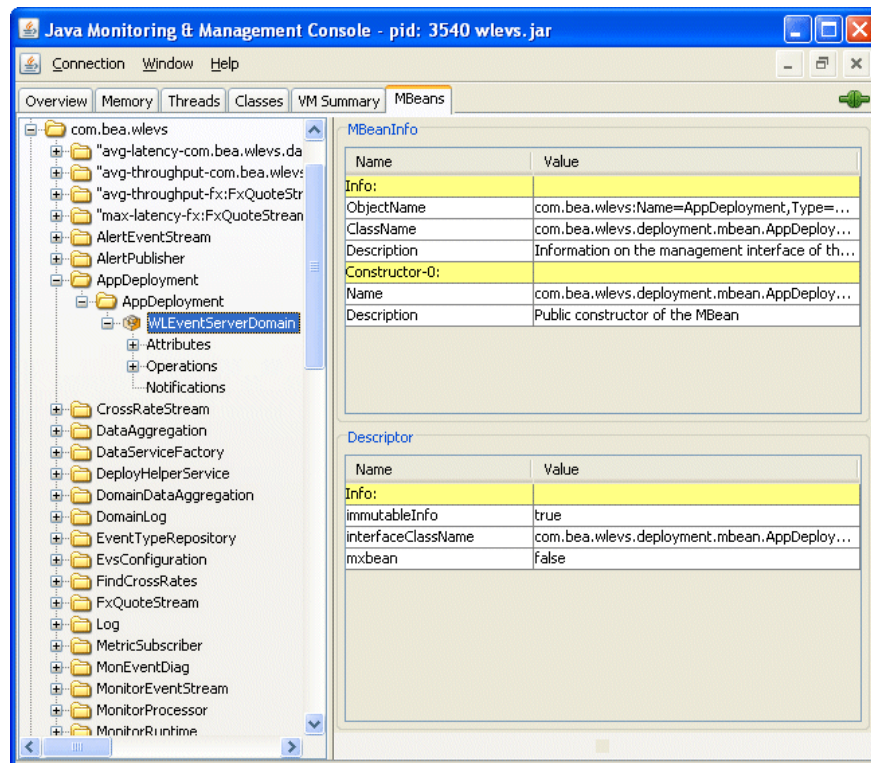 Java Monitoring & Management Console - pid: 3540 wlevs.jar
Connection Window Help
Overview Memory Threads Classes VM Summary MBeans
com.bea.wlevs
"avg-latency-com.bea.wlevs.da
"avg-throughput-com.bea.wlevs
"avg-throughput-fx:FxQuoteStr
"max-latency-fx:FxQuoteStream
AlertEventStream
AlertPublisher
AppDeployment
AppDeployment
WLEventServerDomain
Attributes
Operations
Notifications
CrossRateStream
DataAggregation
DataServiceFactory
DeployHelperService
DomainDataAggregation
DomainLog
EventTypeRepository
EvsConfiguration
FindCrossRates
FxQuoteStream
Log
MetricSubscriber
MonEventDiag
MonitorEventStream
MonitorProcessor
MonitorRuntime
MBeanInfo
Name Value
Info:
ObjectName com.bea.wlevs:Name=AppDeployment,Type=...
ClassName com.bea.wlevs.deployment.mbean.AppDeploy...
Description Information on the management interface of th...
Constructor-0:
Name com.bea.wlevs.deployment.mbean.AppDeploy...
Description Public constructor of the MBean
Descriptor
Name Value
Info:
immutableInfo true
interfaceClassName com.bea.wlevs.deployment.mbean.AppDeploy...
mxbean false